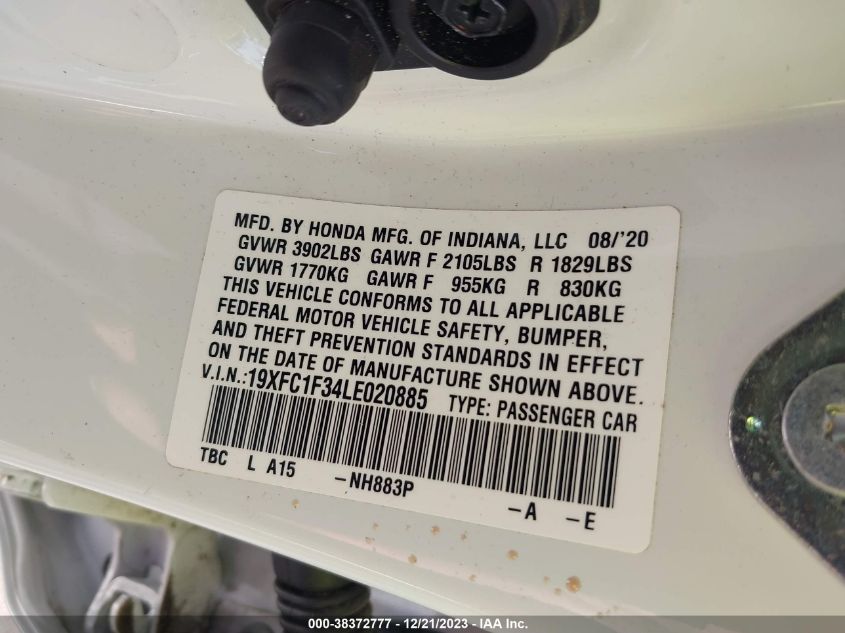 MFD. BY HONDA MFG. OF INDIANA, LLC 08/'20
GVWR 3902LBS GAWR F 2105LBS R 1829LBS
GVWR 1770KG GAWR F 955KG R 830KG
THIS VEHICLE CONFORMS TO ALL APPLICABLE
FEDERAL MOTOR VEHICLE SAFETY, BUMPER,
AND THEFT PREVENTION STANDARDS IN EFFECT
ON THE DATE OF MANUFACTURE SHOWN ABOVE.
V.I.N.:19XFC1F34LE020885 TYPE: PASSENGER CAR
TBC L A15 -NH883P -A -E
000-38372777 - 12/21/2023 - IAA Inc.